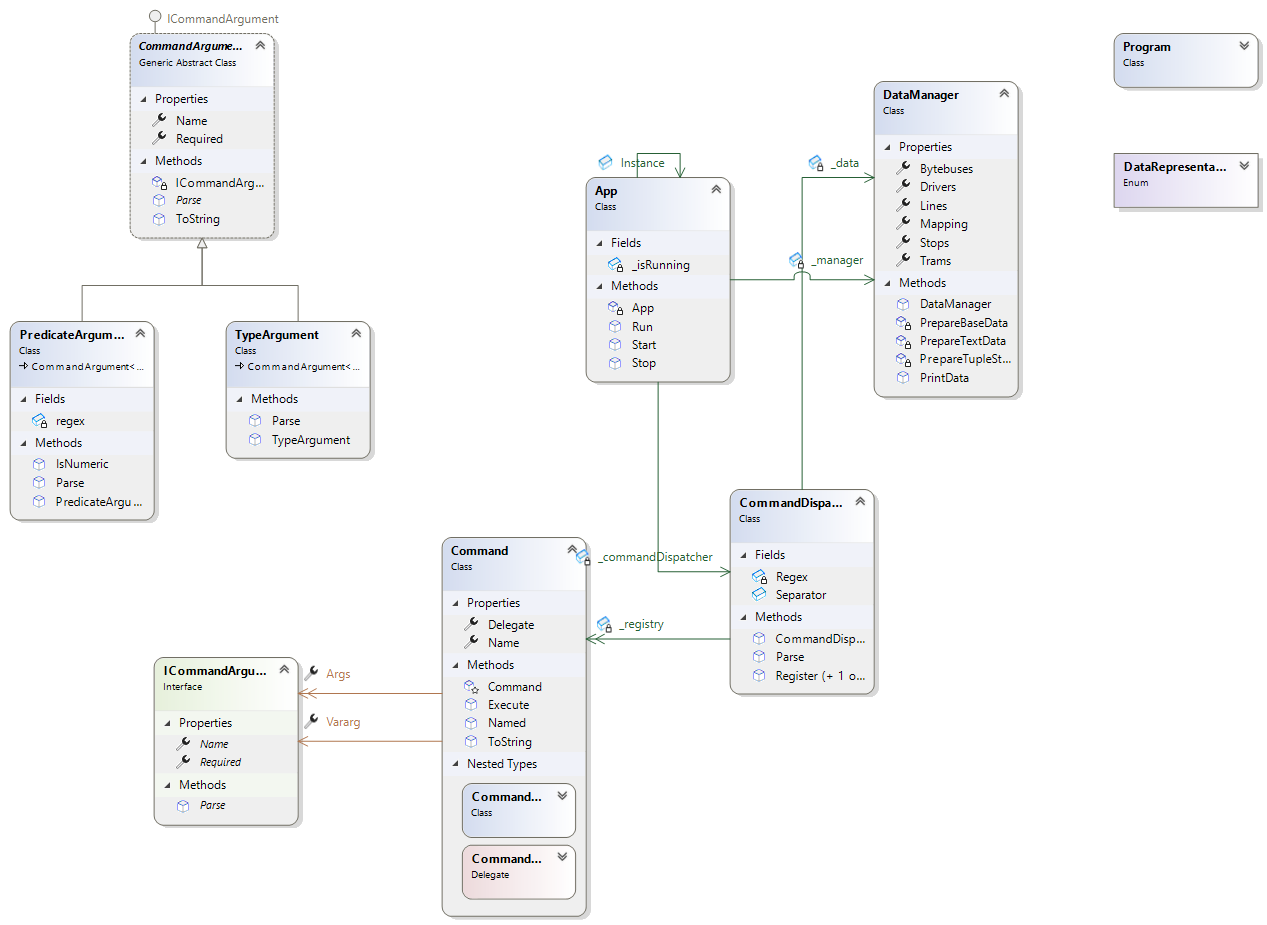 ICommandArgument
CommandArgume...
Generic Abstract Class
Properties
Name
Required
Methods
ICommandArg...
Parse
ToString
PredicateArgum...
Class
CommandArgument<...
Fields
regex
Methods
IsNumeric
Parse
PredicateArgu...
TypeArgument
Class
CommandArgument<...
Methods
Parse
TypeArgument
Instance
App
Class
Fields
_isRunning
Methods
App
Run
Start
Stop
_data
_manager
DataManager
Class
Properties
Bytebuses
Drivers
Lines
Mapping
Stops
Trams
Methods
DataManager
PrepareBaseData
PrepareTextData
PrepareTupleSt...
PrintData
Program
Class
DataRepresenta...
Enum
CommandDispa...
Class
Fields
Regex
Separator
Methods
CommandDisp...
Parse
Register (+ 1 o...
_commandDispatcher
_registry
Command
Class
Properties
Delegate
Name
Methods
Command
Execute
Named
ToString
Nested Types
Command...
Class
Command...
Delegate
Args
Vararg
ICommandArgu...
Interface
Properties
Name
Required
Methods
Parse